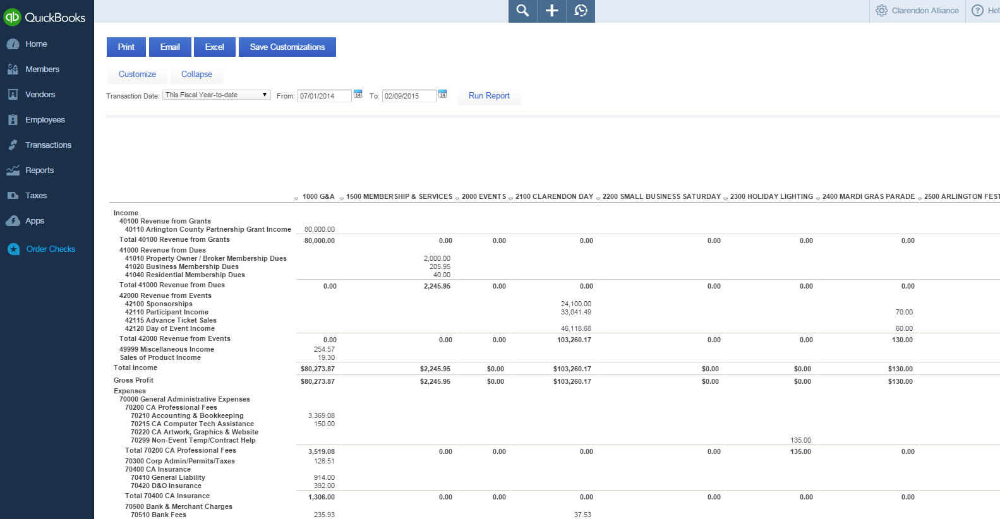 QuickBooks
Clarendon Alliance
Hel
Home
Members
Vendors
Employees
Transactions
Reports
Taxes
Apps
Order Checks
Print Email Excel Save Customizations
Customize Collapse
Transaction Date: This Fiscal Year-to-date From: 07/01/2014 To: 02/09/2015 Run Report
1000 G&A 1500 MEMBERSHIP & SERVICES 2000 EVENTS 2100 CLARENDON DAY 2200 SMALL BUSINESS SATURDAY 2300 HOLIDAY LIGHTING 2400 MARDI GRAS PARADE 2500 ARLINGTON FEST
Income
40100 Revenue from Grants
40110 Arlington County Partnership Grant Income 80,000.00
Total 40100 Revenue from Grants 80,000.00 0.00 0.00 0.00 0.00 0.00 0.00
41000 Revenue from Dues
41010 Property Owner / Broker Membership Dues 2,000.00
41020 Business Membership Dues 205.95
41040 Residential Membership Dues 40.00
Total 41000 Revenue from Dues 0.00 2,245.95 0.00 0.00 0.00 0.00 0.00
42000 Revenue from Events
42100 Sponsorships 24,100.00
42110 Participant Income 33,041.49 70.00
42115 Advance Ticket Sales
42120 Day of Event Income 46,118.68 60.00
Total 42000 Revenue from Events 0.00 0.00 0.00 103,260.17 0.00 0.00 130.00
49999 Miscellaneous Income 254.57
Sales of Product Income 19.30
Total Income $80,273.87 $2,245.95 $0.00 $103,260.17 $0.00 $0.00 $130.00
Gross Profit $80,273.87 $2,245.95 $0.00 $103,260.17 $0.00 $0.00 $130.00
Expenses
70000 General Administrative Expenses
70200 CA Professional Fees
70210 Accounting & Bookkeeping 3,369.08
70215 CA Computer Tech Assistance 150.00
70220 CA Artwork, Graphics & Website
70299 Non-Event Temp/Contract Help 135.00
Total 70200 CA Professional Fees 3,519.08 0.00 0.00 0.00 0.00 135.00 0.00
70300 Corp Admin/Permits/Taxes 128.51
70400 CA Insurance
70410 General Liability 914.00
70420 D&O Insurance 392.00
Total 70400 CA Insurance 1,306.00 0.00 0.00 0.00 0.00 0.00 0.00
70500 Bank & Merchant Charges
70510 Bank Fees 235.93 37.53